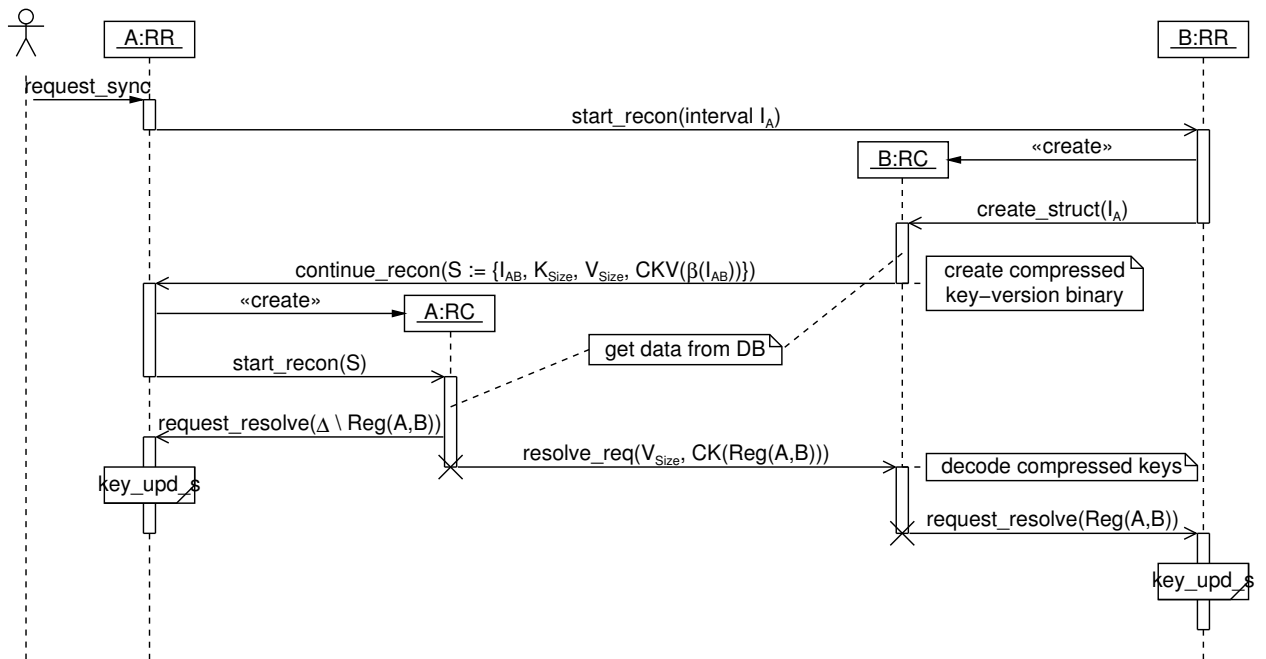 A:RR
B:RR
request_sync
start_recon(interval I_A)
B:RC
«create»
create_struct(I_A)
continue_recon(S := {I_AB, K_Size, V_Size, CKV(β(I_AB))})
create compressed
key−version binary
«create»
A:RC
get data from DB
start_recon(S)
request_resolve(Δ \ Reg(A,B))
resolve_req(V_Size, CK(Reg(A,B)))
decode compressed keys
key_upd_s
request_resolve(Reg(A,B))
key_upd_s